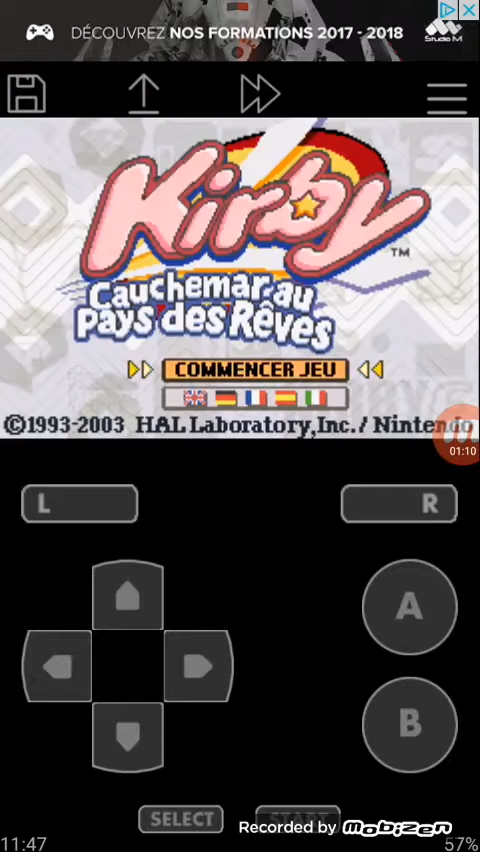 DÉCOUVREZ NOS FORMATIONS 2017 - 2018
Studio M
Kirby
TM
Cauchemar au
Pays des Rêves
COMMENCER JEU
©1993-2003 HAL Laboratory,Inc./ Nintendo
01:10
L
R
A
B
SELECT
START
Recorded by Mobizen
11:47
57%